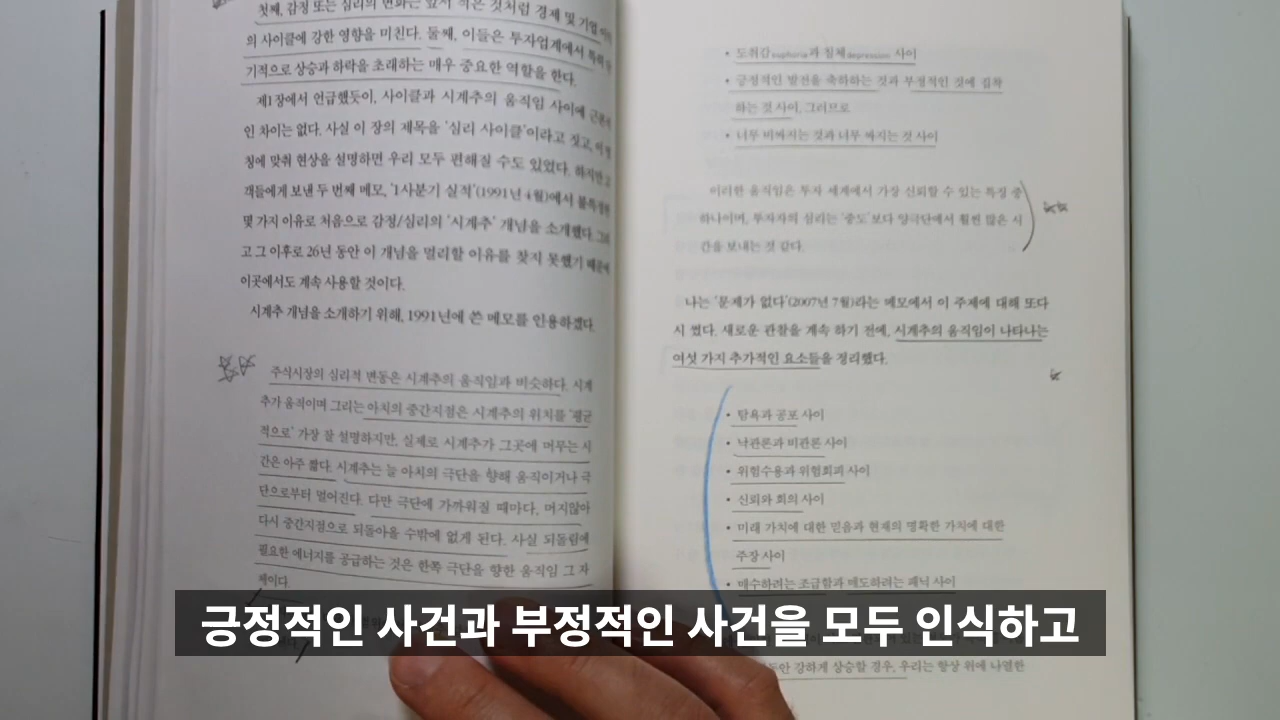 첫째, 감정 또는 심리의 변화는 앞서 적은 것처럼 경제 및 기업
의 사이클에 강한 영향을 미친다. 둘째, 이들은 투자업계에서 특히
기적으로 상승과 하락을 초래하는 매우 중요한 역할을 한다.
제1장에서 언급했듯이, 사이클과 시계추의 움직임 사이에 근본적
인 차이는 없다. 사실 이 장의 제목을 '심리 사이클'이라고 짓고, 이
칭에 맞춰 현상을 설명하면 우리 모두 편해질 수도 있었다. 하지만 고
객들에게 보낸 두 번째 메모, '1사분기 실적'(1991년 4월)에서 불특정한
몇 가지 이유로 처음으로 감정/심리의 '시계추' 개념을 소개했다. 그리
고 그 이후로 26년 동안 이 개념을 멀리할 이유를 찾지 못했기 때문에
이곳에서도 계속 사용할 것이다.
시계추 개념을 소개하기 위해, 1991년에 쓴 메모를 인용하겠다.
주식시장의 심리적 변동은 시계추의 움직임과 비슷하다. 시계
추가 움직이며 그리는 아치의 중간지점은 시계추의 위치를 '평균
적으로' 가장 잘 설명하지만, 실제로 시계추가 그곳에 머무는 시
간은 아주 짧다. 시계추는 늘 아치의 극단을 향해 움직이거나 극
단으로부터 멀어진다. 다만 극단에 가까워질 때마다, 머지않아
다시 중간지점으로 되돌아올 수밖에 없게 된다. 사실 되돌림에
필요한 에너지를 공급하는 것은 한쪽 극단을 향한 움직임 그 자
체이다.
• 도취감euphoria과 침체depression 사이
• 긍정적인 발전을 축하하는 것과 부정적인 것에 집착
하는 것 사이, 그러므로
• 너무 비싸지는 것과 너무 싸지는 것 사이
이러한 움직임은 투자 세계에서 가장 신뢰할 수 있는 특징 중
하나이며, 투자자의 심리는 '중도'보다 양극단에서 훨씬 많은 시
간을 보내는 것 같다.
나는 '문제가 없다'(2007년 7월)라는 메모에서 이 주제에 대해 또다
시 썼다. 새로운 관찰을 계속 하기 전에, 시계추의 움직임이 나타나는
여섯 가지 추가적인 요소들을 정리했다.
• 탐욕과 공포 사이
• 낙관론과 비관론 사이
• 위험수용과 위험회피 사이
• 신뢰와 회의 사이
• 미래 가치에 대한 믿음과 현재의 명확한 가치에 대한
주장 사이
• 매수하려는 조급함과 매도하려는 패닉 사이
강하게 상승할 경우, 우리는 항상 위에 나열한
긍정적인 사건과 부정적인 사건을 모두 인식하고